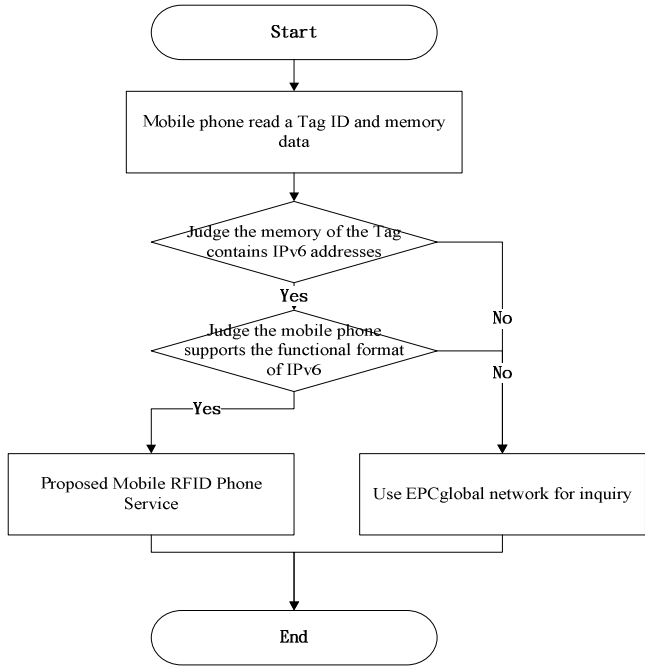 Start
Mobile phone read a Tag ID and memory
data
Judge the memory of the Tag
contains IPv6 addresses
Yes
No
Judge the mobile phone
supports the functional format
of IPv6
No
Yes
Proposed Mobile RFID Phone
Service
Use EPCglobal network for inquiry
End